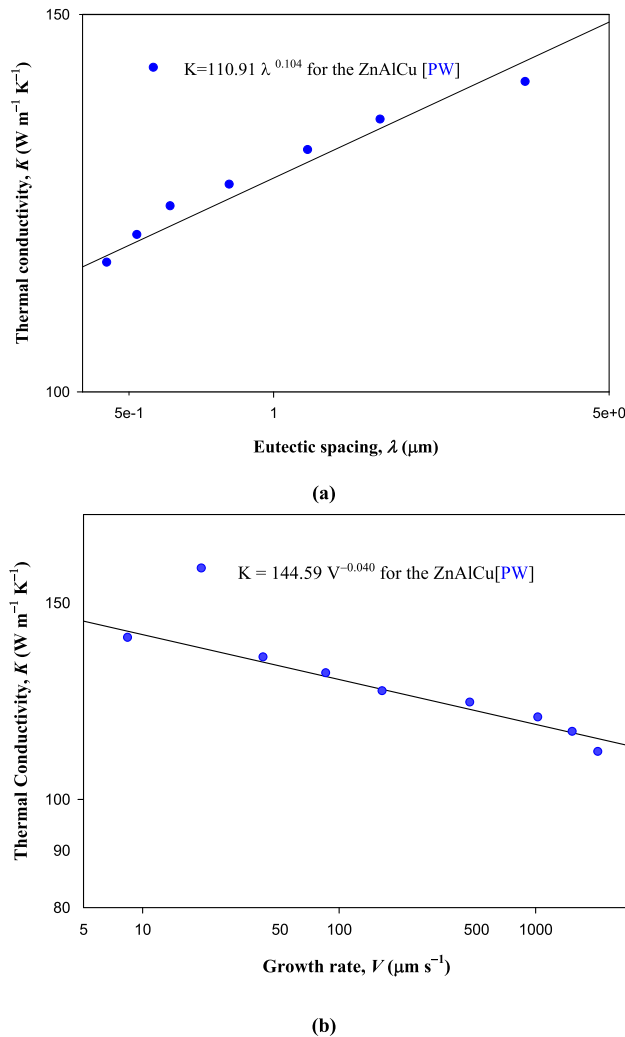 150
K=110.91 λ 0.104 for the ZnAlCu [PW]
Thermal conductivity, K (W m−1 K−1)
100
5e-1 1 5e+0
Eutectic spacing, λ (μm)
(a)
K = 144.59 V−0.040 for the ZnAlCu[PW]
150
Thermal Conductivity, K (W m−1 K−1)
100
90
80
5 10 50 100 500 1000
Growth rate, V (μm s−1)
(b)